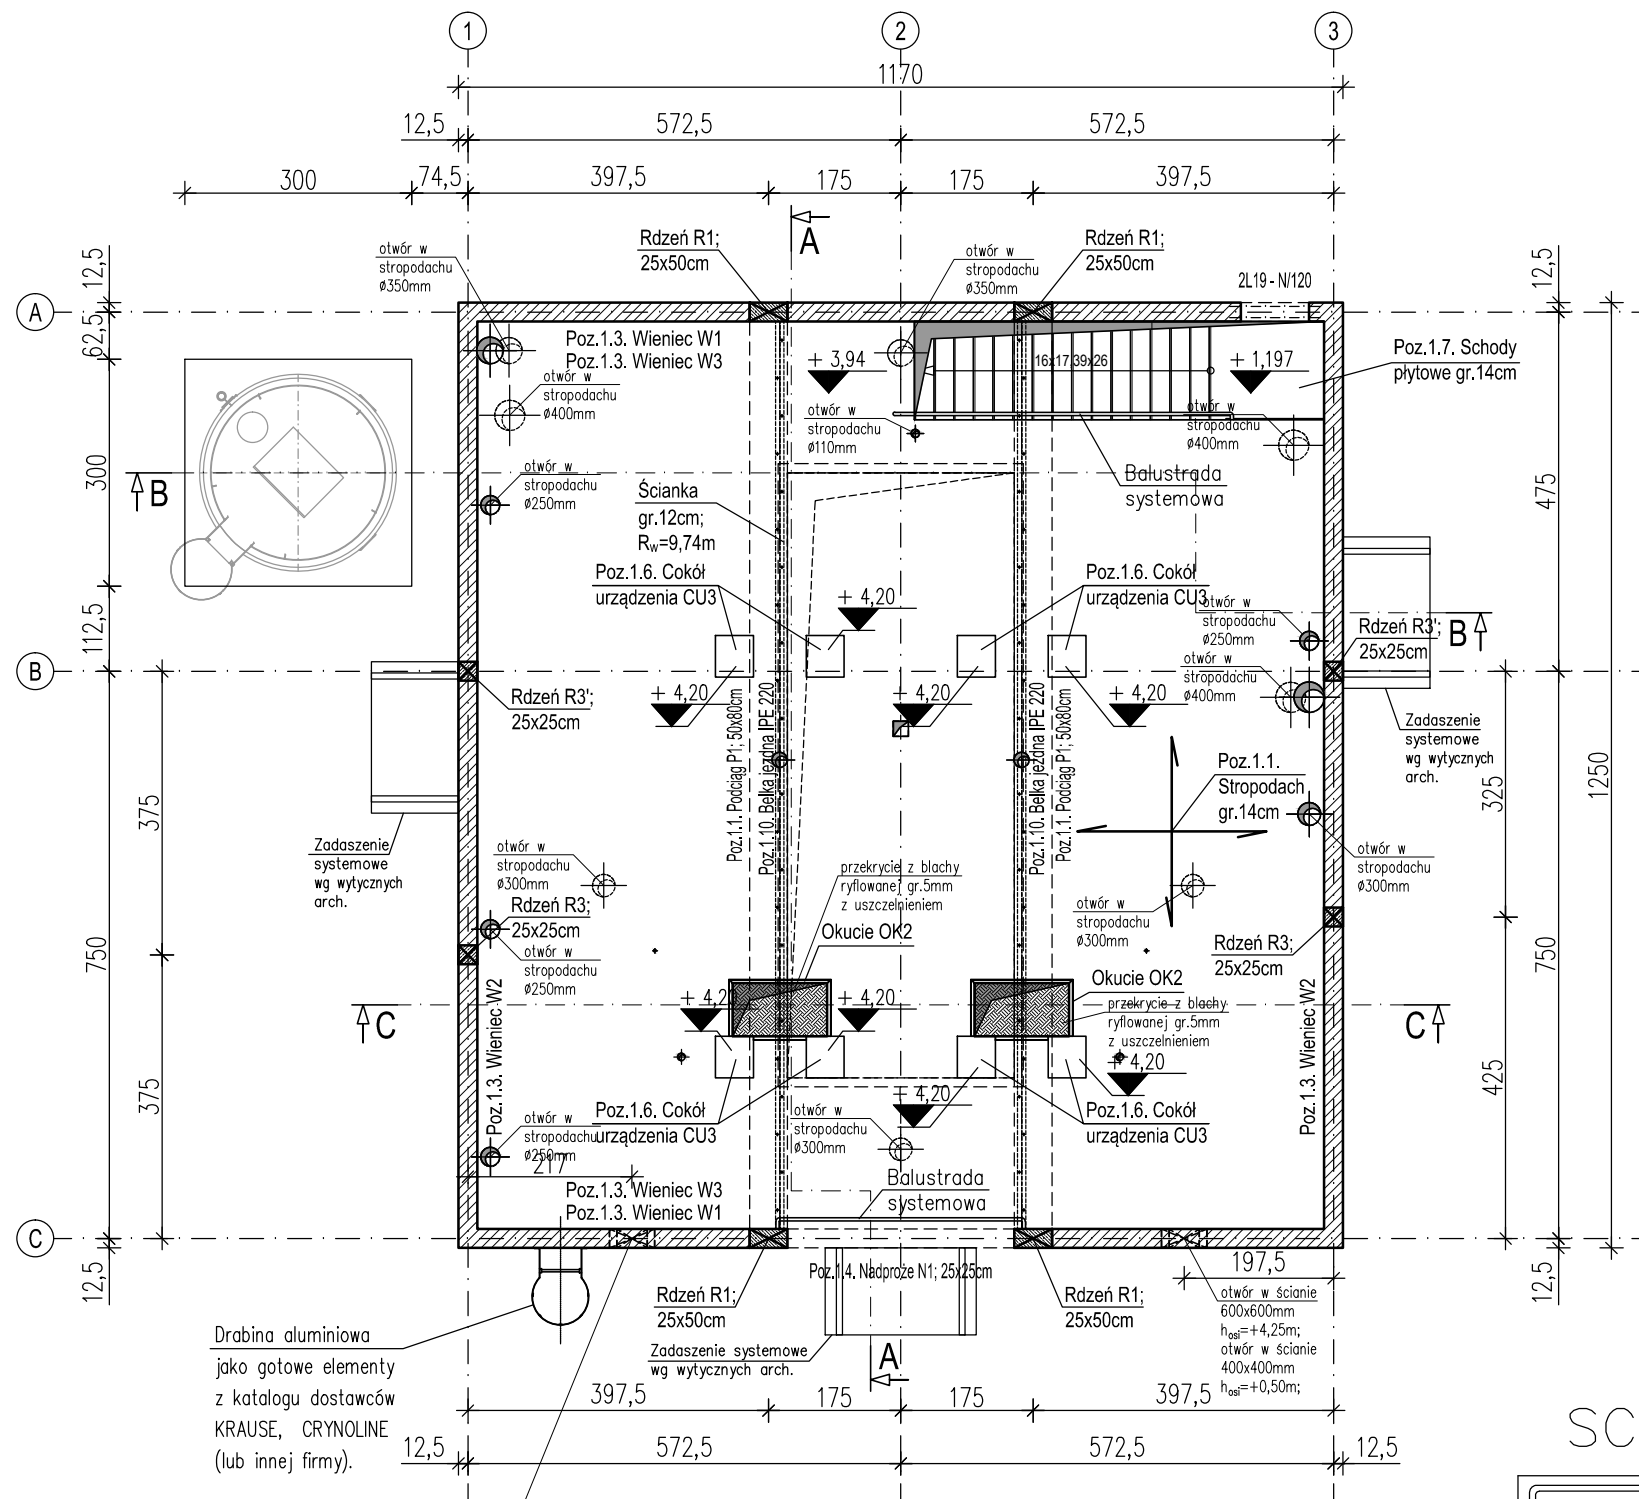 1
2
3
1170
12,5
572,5
572,5
300
74,5
397,5
175
175
397,5
A
otwór w
stropodachu
ø350mm
Rdzeń R1;
25x50cm
otwór w
stropodachu
ø350mm
Rdzeń R1;
25x50cm
2L19 - N/120
12,5
12,5
A
62,5
Poz.1.3. Wieniec W1
Poz.1.3. Wieniec W3
+ 3,94
16x17,39x26
+ 1,197
Poz.1.7. Schody
płytowe gr.14cm
otwór w
stropodachu
ø400mm
otwór w
stropodachu
ø110mm
otwór w
stropodachu
ø400mm
300
B
otwór w
stropodachu
ø250mm
Ścianka
gr.12cm;
Rw=9,74m
Balustrada
systemowa
475
Poz.1.6. Cokół
urządzenia CU3
+ 4,20
Poz.1.6. Cokół
urządzenia CU3
otwór w
stropodachu
ø250mm
112,5
B
Rdzeń R3';
25x25cm
B
Rdzeń R3';
25x25cm
+ 4,20
+ 4,20
+ 4,20
otwór w
stropodachu
ø400mm
Zadaszenie
systemowe
wg wytycznych
arch.
Poz.1.1. Podciąg P1; 50x80cm
Poz.1.10. Belka jezdna IPE 220
Poz.1.10. Belka jezdna IPE 220
Poz.1.1. Podciąg P1; 50x80cm
Poz.1.1.
Stropodach
gr.14cm
325
1250
375
Zadaszenie
systemowe
wg wytycznych
arch.
otwór w
stropodachu
ø300mm
przekrycie z blachy
ryflowanej gr.5mm
z uszczelnieniem
otwór w
stropodachu
ø300mm
otwór w
stropodachu
ø300mm
Rdzeń R3;
25x25cm
Okucie OK2
Rdzeń R3;
25x25cm
750
otwór w
stropodachu
ø250mm
750
Okucie OK2
przekrycie z blachy
ryflowanej gr.5mm
z uszczelnieniem
C
+ 4,20
+ 4,20
C
Poz.1.3. Wieniec W2
Poz.1.3. Wieniec W2
+ 4,20
425
375
+ 4,20
otwór w
stropodachu
ø250mm
Poz.1.6. Cokół
urządzenia CU3
otwór w
stropodachu
ø300mm
Poz.1.6. Cokół
urządzenia CU3
217
Poz.1.3. Wieniec W3
Poz.1.3. Wieniec W1
Balustrada
systemowa
C
12,5
Poz.1.4. Nadproże N1; 25x25cm
197,5
12,5
Rdzeń R1;
25x50cm
Rdzeń R1;
25x50cm
otwór w ścianie
600x600mm
hosi=+4,25m;
otwór w ścianie
400x400mm
hosi=+0,50m;
Drabina aluminiowa
jako gotowe elementy
z katalogu dostawców
KRAUSE, CRYNOLINE
(lub innej firmy).
Zadaszenie systemowe
wg wytycznych arch.
A
397,5
175
175
397,5
12,5
572,5
572,5
12,5
SC